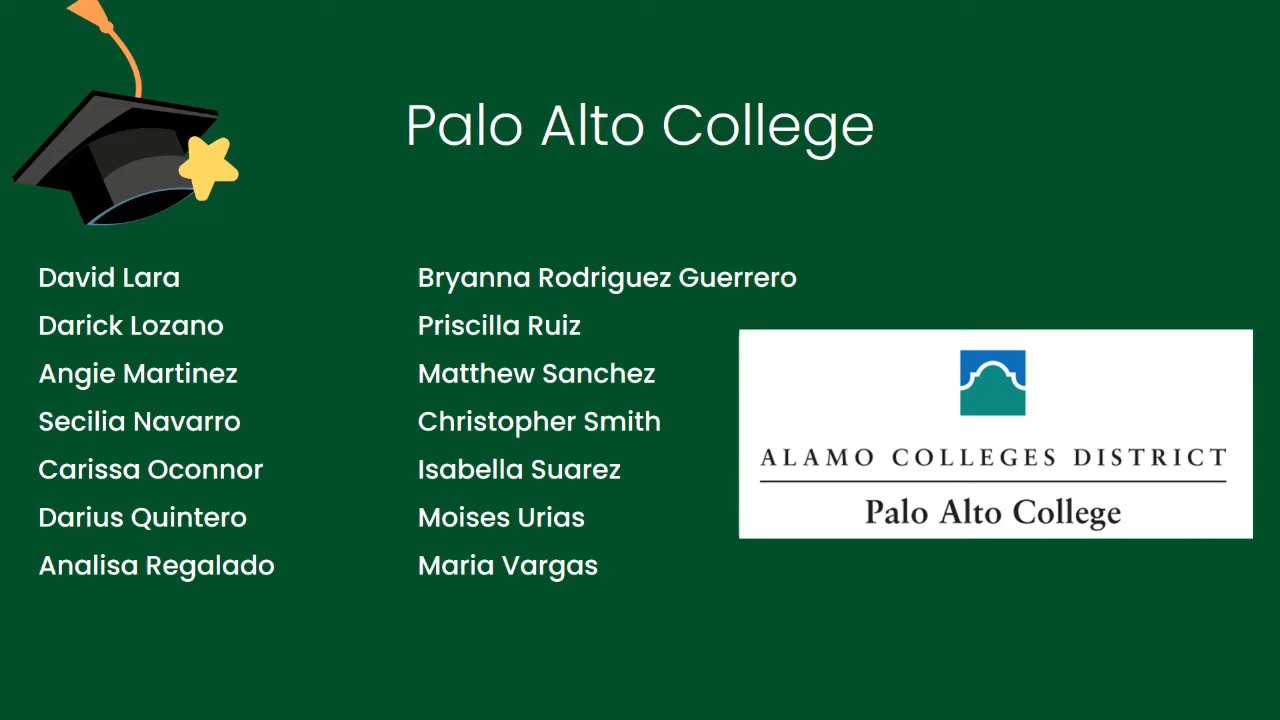 Palo Alto College
David Lara
Darick Lozano
Angie Martinez
Secilia Navarro
Carissa Oconnor
Darius Quintero
Analisa Regalado
Bryanna Rodriguez Guerrero
Priscilla Ruiz
Matthew Sanchez
Christopher Smith
Isabella Suarez
Moises Urias
Maria Vargas
ALAMO COLLEGES DISTRICT
Palo Alto College